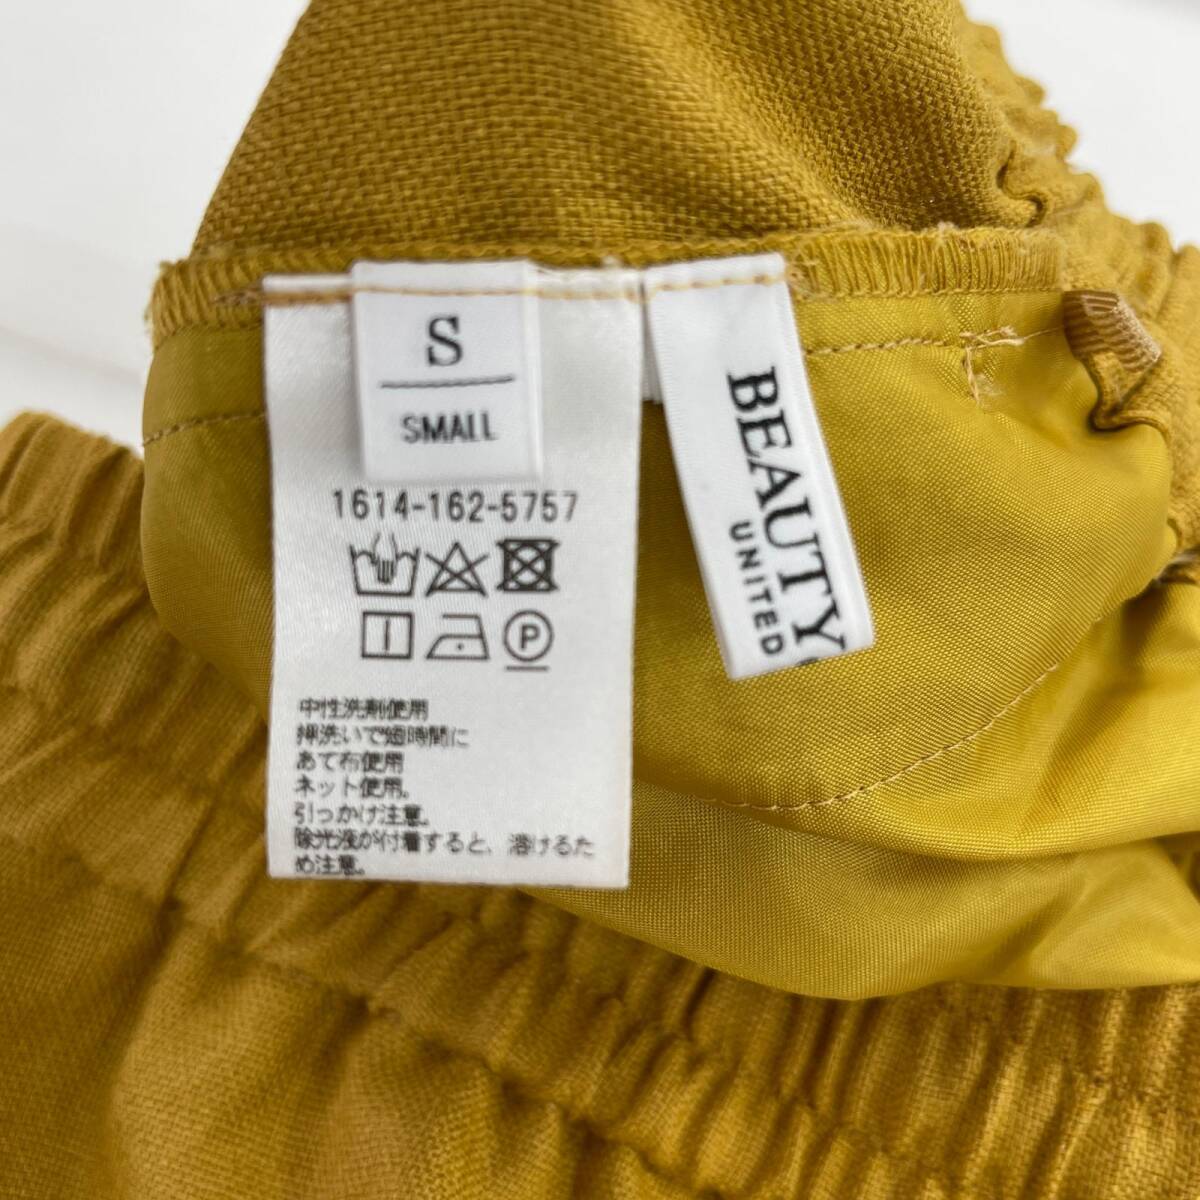 S
SMALL
1614-162-5757
P
中性洗剤使用
押洗いで短時間に
あて布使用
ネット使用。
引っかけ注意。
除光液が付着すると、溶けるた
め注意。
BEAUTY
UNITED